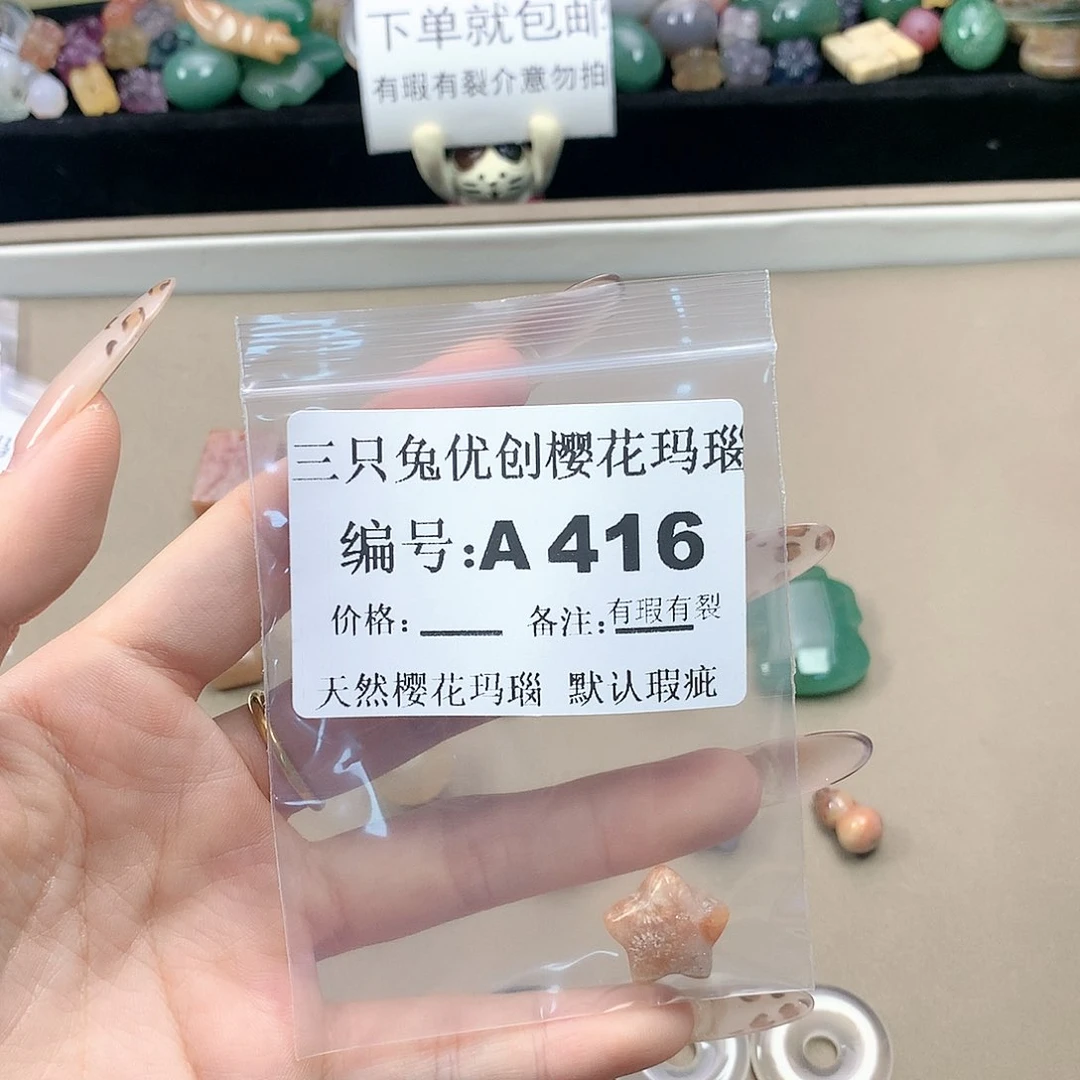 下单就包邮
有瑕有裂介意勿拍
三只兔优创樱花玛瑙
编号:A 416
价格: 备注:有瑕有裂
天然樱花玛瑙 默认瑕疵